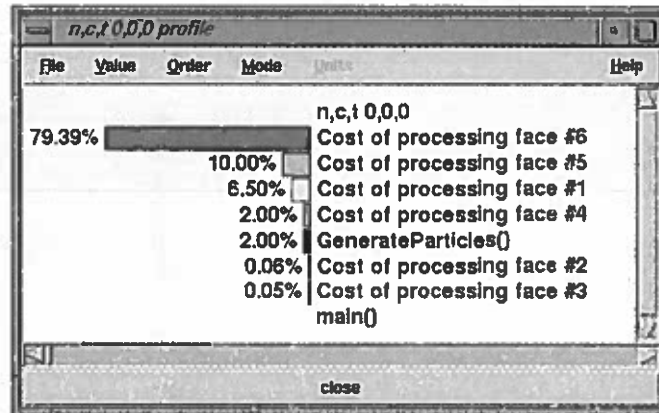 n,c,t 0,0,0 profile
File Value Order Mode Units Help
n,c,t 0,0,0
79.39% Cost of processing face #6
10.00% Cost of processing face #5
6.50% Cost of processing face #1
2.00% Cost of processing face #4
2.00% GenerateParticles()
0.06% Cost of processing face #2
0.05% Cost of processing face #3
main()
close